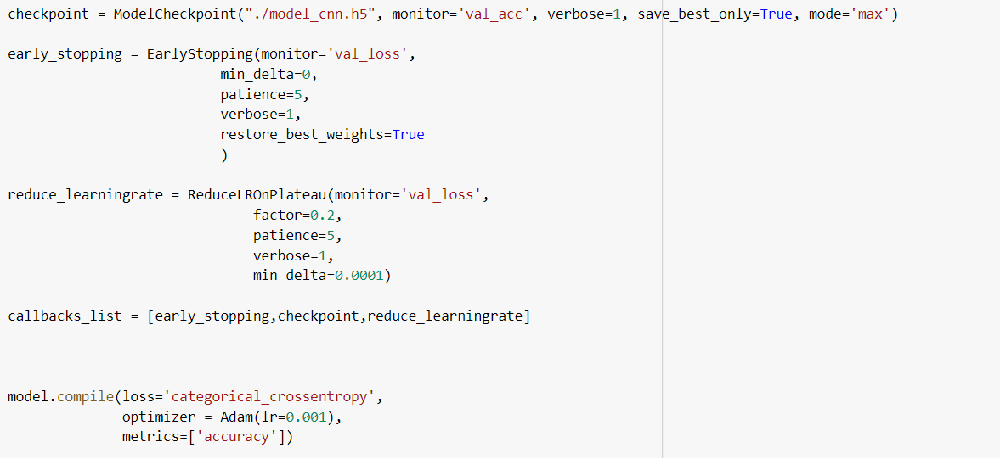 checkpoint = ModelCheckpoint("./model_cnn.h5", monitor='val_acc', verbose=1, save_best_only=True, mode='max')
early_stopping = EarlyStopping(monitor='val_loss',
min_delta=0,
patience=5,
verbose=1,
restore_best_weights=True
)
reduce_learningrate = ReduceLROnPlateau(monitor='val_loss',
factor=0.2,
patience=5,
verbose=1,
min_delta=0.0001)
callbacks_list = [early_stopping,checkpoint,reduce_learningrate]
model.compile(loss='categorical_crossentropy',
optimizer = Adam(lr=0.001),
metrics=['accuracy'])